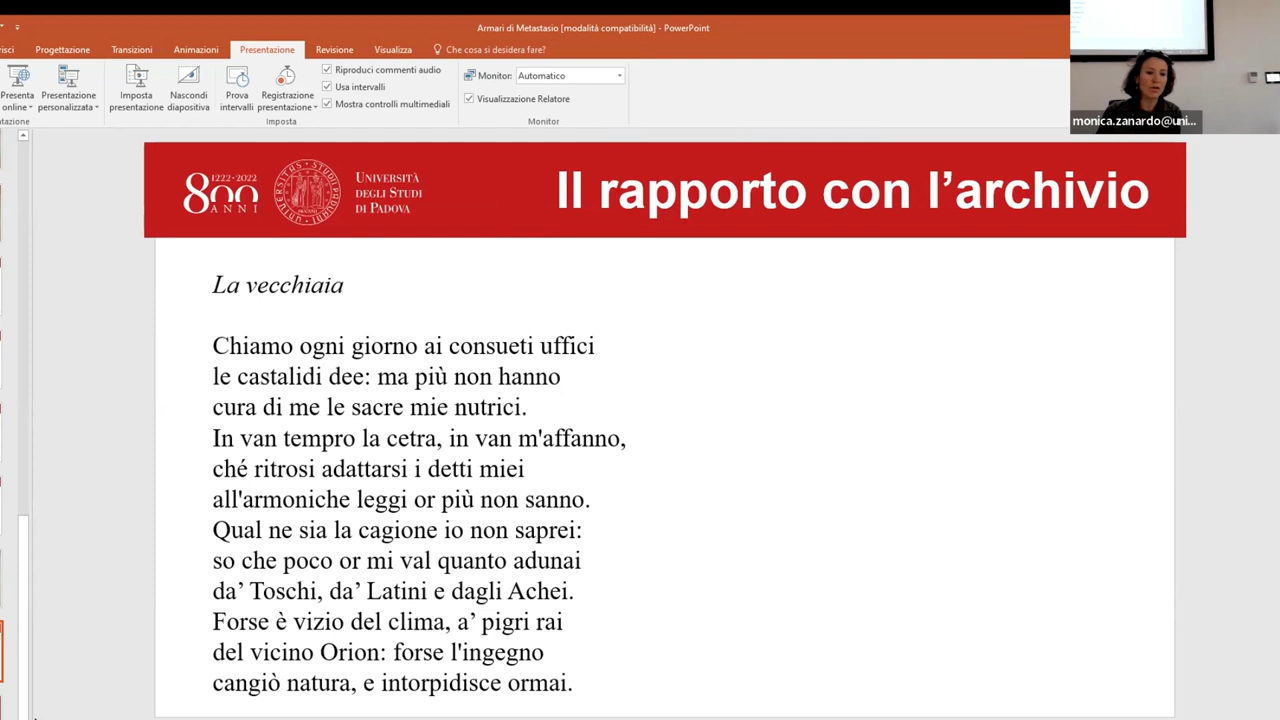 Armari di Metastasio [modalità compatibilità] - PowerPoint
Progettazione Transizioni Animazioni Presentazione Revisione Visualizza Che cosa si desidera fare?
Presenta online
Presentazione personalizzata
Imposta presentazione
Nascondi diapositiva
Prova intervalli
Registrazione presentazione
Riproduci commenti audio
Usa intervalli
Mostra controlli multimediali
Monitor: Automatico
Visualizzazione Relatore
Imposta
Monitor
monica.zanardo@uni...
1222·2022
800
ANNI
UNIVERSITÀ
DEGLI STUDI
DI PADOVA
Il rapporto con l’archivio
La vecchiaia
Chiamo ogni giorno ai consueti uffici
le castalidi dee: ma più non hanno
cura di me le sacre mie nutrici.
In van tempro la cetra, in van m'affanno,
ché ritrosi adattarsi i detti miei
all'armoniche leggi or più non sanno.
Qual ne sia la cagione io non saprei:
so che poco or mi val quanto adunai
da’ Toschi, da’ Latini e dagli Achei.
Forse è vizio del clima, a’ pigri rai
del vicino Orion: forse l'ingegno
cangiò natura, e intorpidisce ormai.